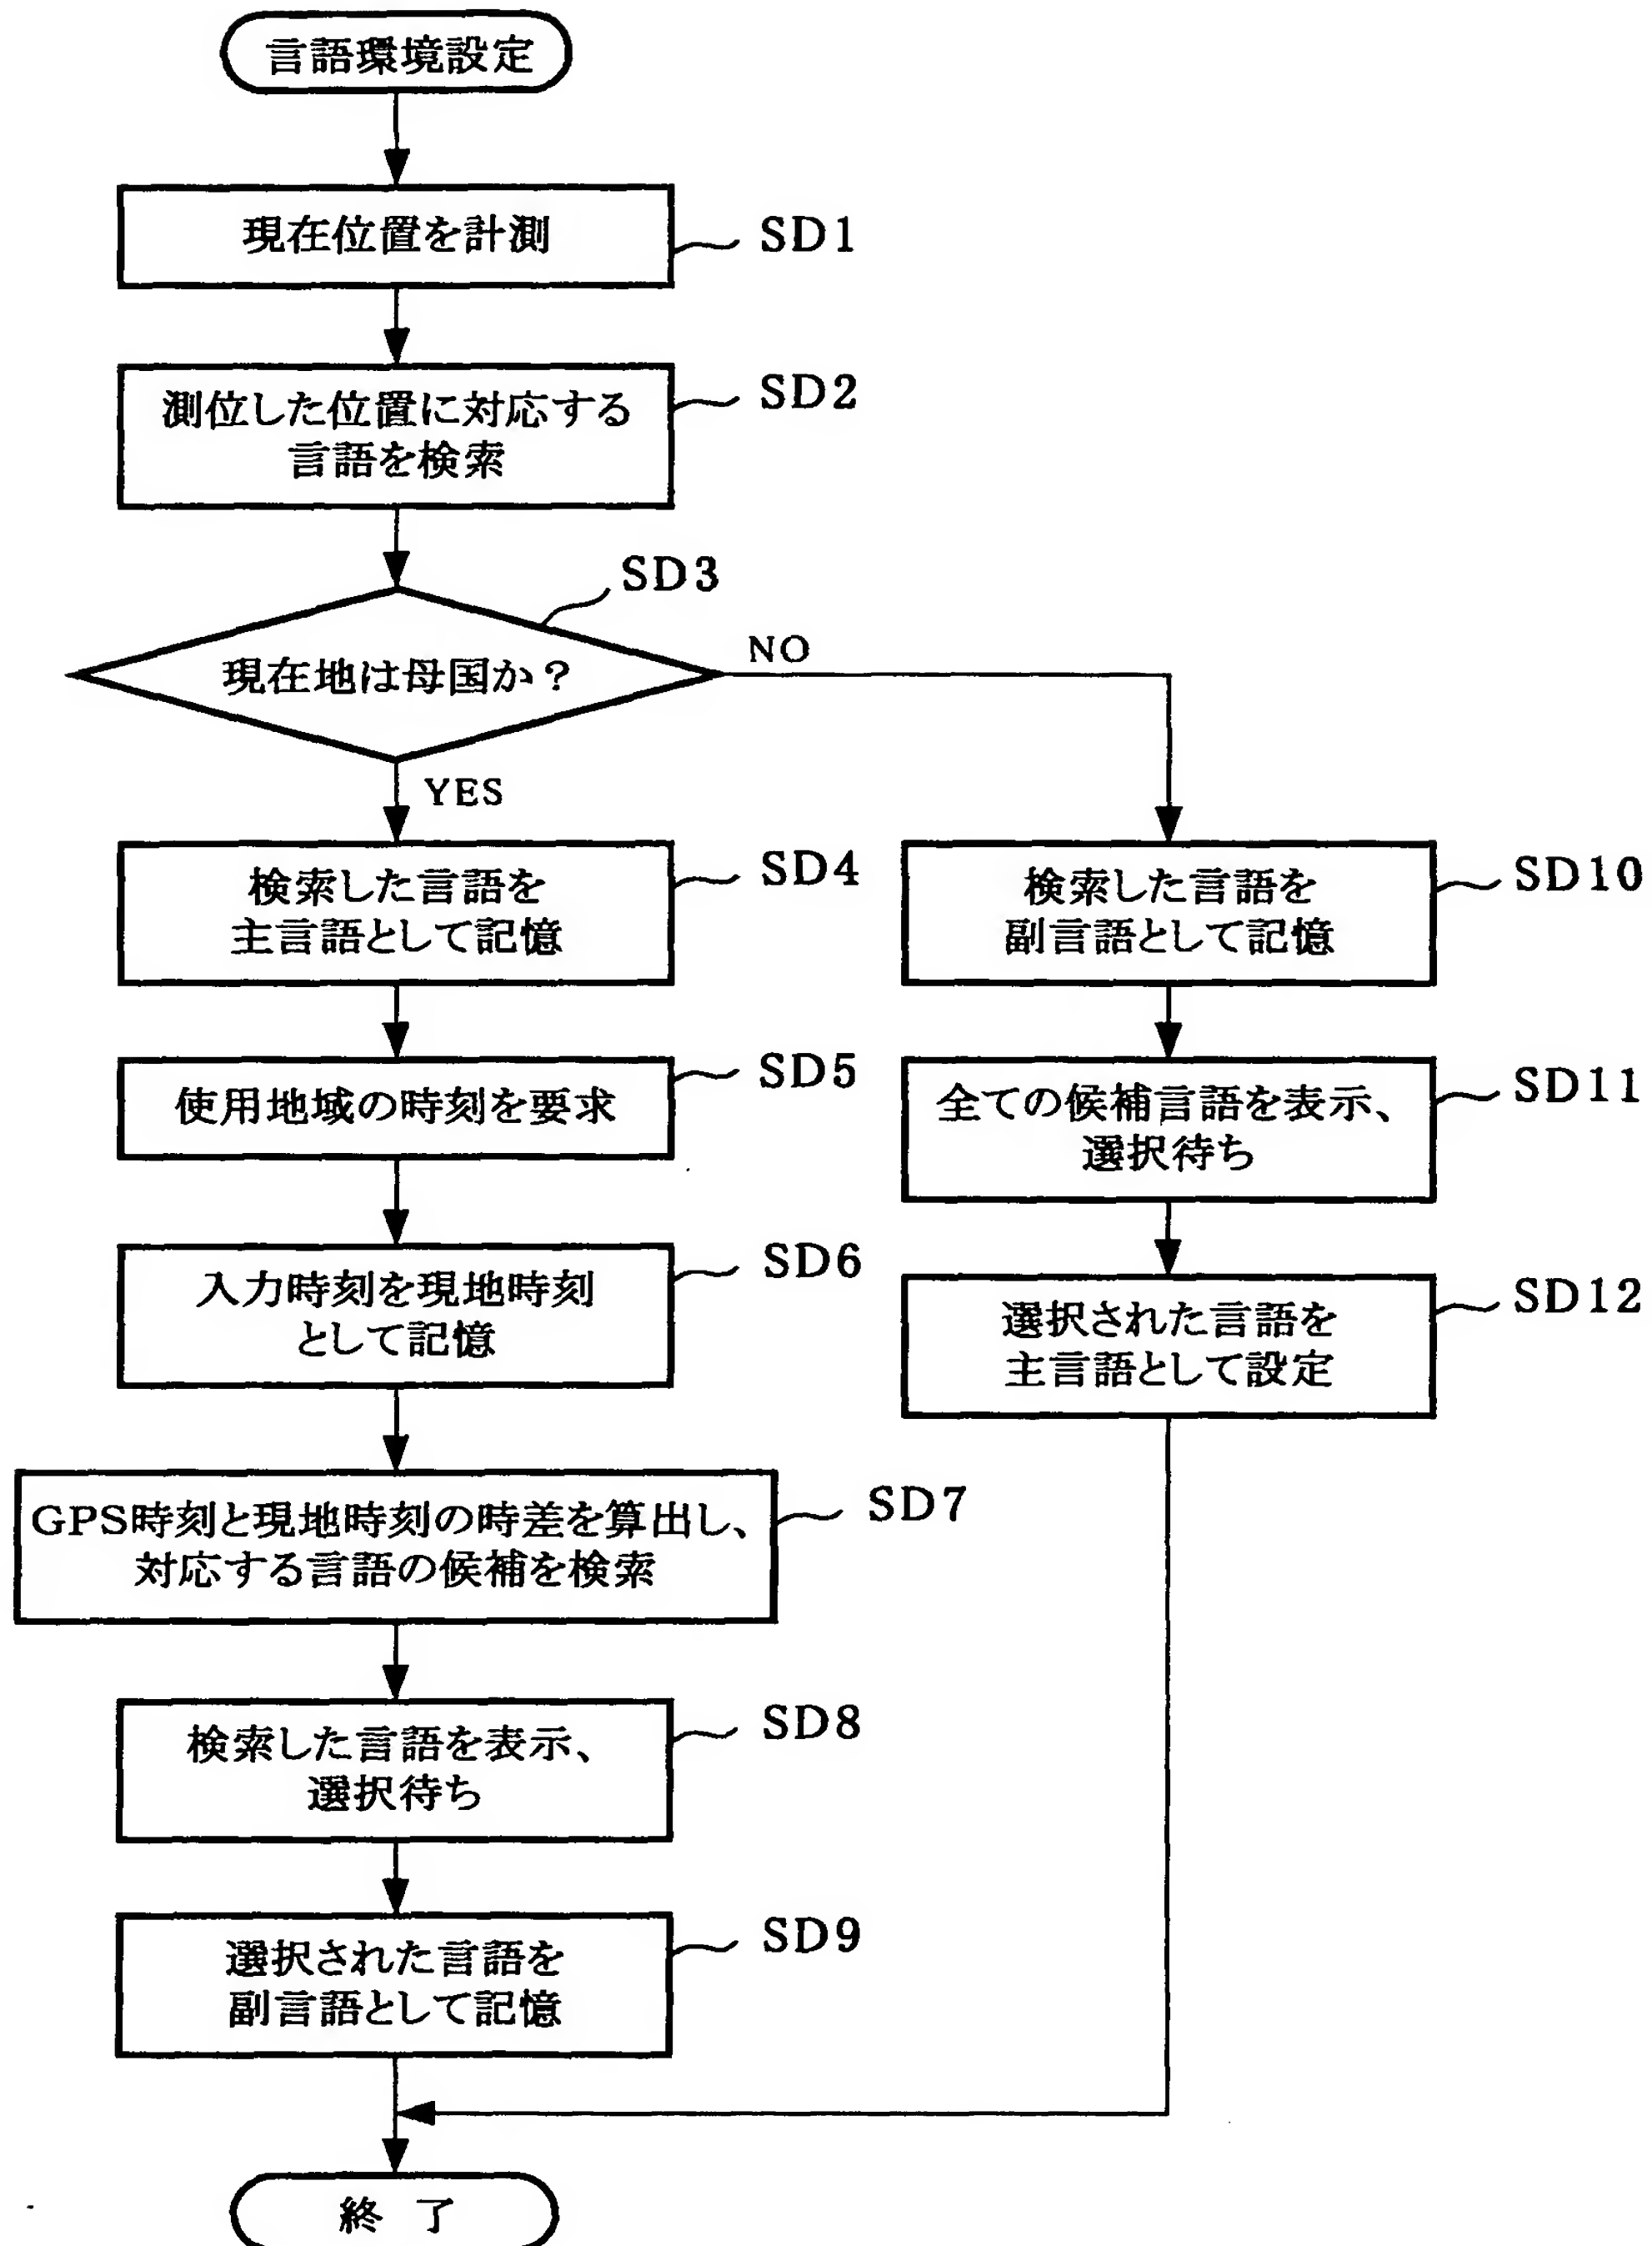 言語環境設定
現在位置を計測
SD1
測位した位置に対応する
言語を検索
SD2
SD3
現在地は母国か？
NO
YES
検索した言語を
主言語として記憶
SD4
検索した言語を
副言語として記憶
SD10
使用地域の時刻を要求
SD5
全ての候補言語を表示、
選択待ち
SD11
入力時刻を現地時刻
として記憶
SD6
選択された言語を
主言語として設定
SD12
GPS時刻と現地時刻の時差を算出し、
対応する言語の候補を検索
SD7
検索した言語を表示、
選択待ち
SD8
選択された言語を
副言語として記憶
SD9
終 了